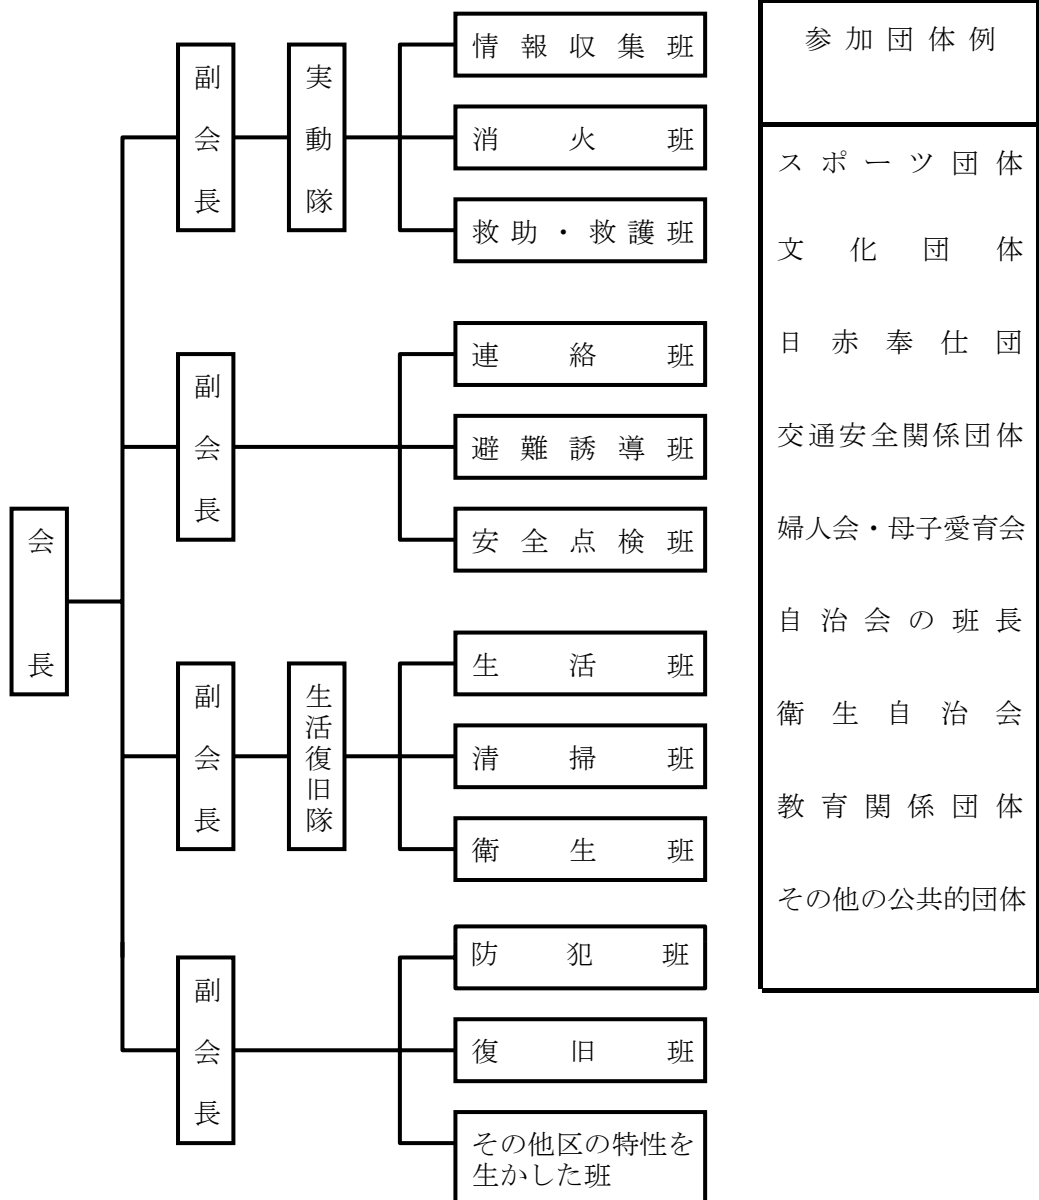 会長
副会長
実動隊
情報収集班
消火班
救助・救護班
副会長
連絡班
避難誘導班
安全点検班
副会長
生活復旧隊
生活班
清掃班
衛生班
副会長
防犯班
復旧班
その他区の特性を
生かした班
参加団体例
スポーツ団体
文化団体
日赤奉仕団
交通安全関係団体
婦人会・母子愛育会
自治会の班長
衛生自治会
教育関係団体
その他の公共的団体